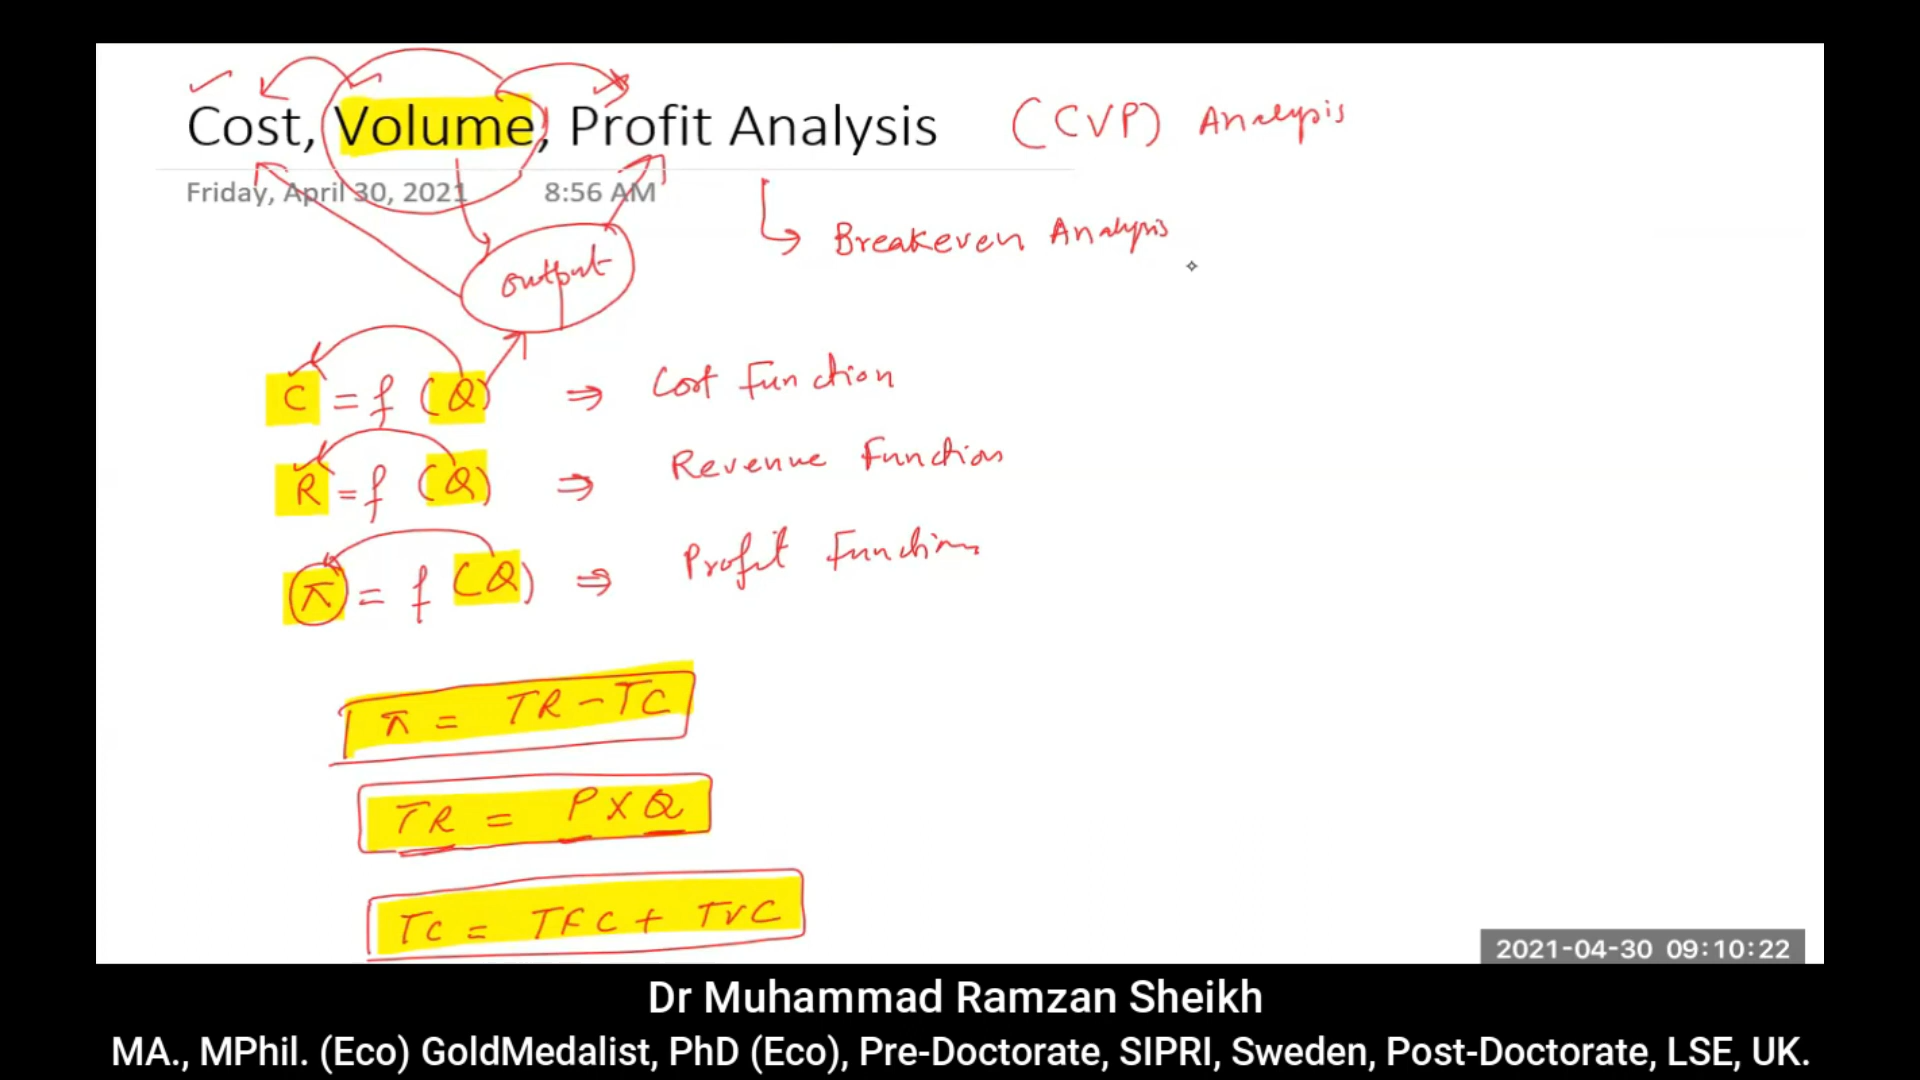 Cost, Volume, Profit Analysis (CVP) Analysis
Friday, April 30, 2021 8:56 AM
Breakeven Analysis
output
C = f (Q) ⇒ Cost Function
R = f (Q) ⇒ Revenue Function
π = f (Q) ⇒ Profit Function
π = TR - TC
TR = P X Q
TC = TFC + TVC
2021-04-30 09:10:22
Dr Muhammad Ramzan Sheikh
MA., MPhil. (Eco) GoldMedalist, PhD (Eco), Pre-Doctorate, SIPRI, Sweden, Post-Doctorate, LSE, UK.